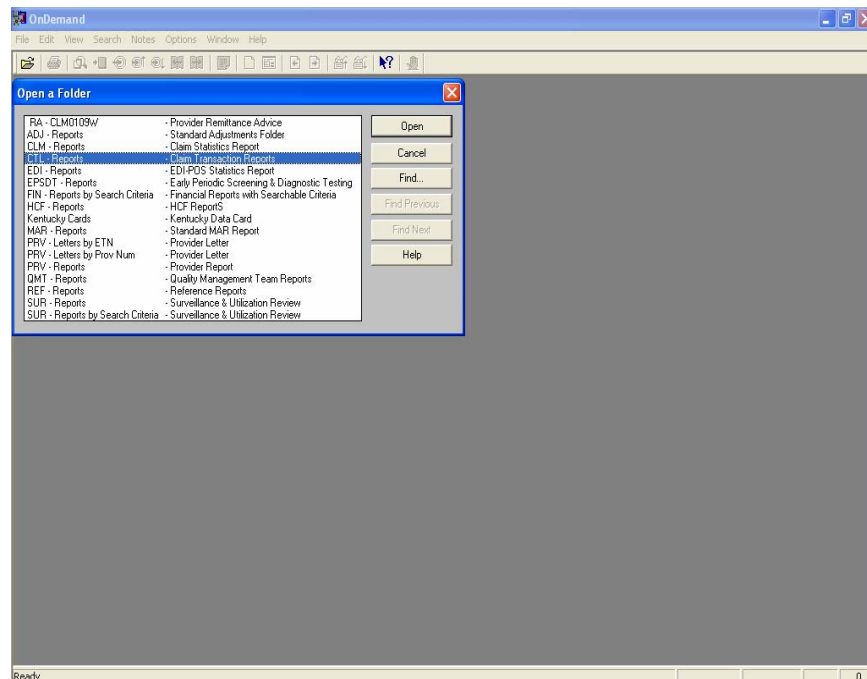 OnDemand
File Edit View Search Notes Options Window Help
Open a Folder
RA - CLM0109W - Provider Remittance Advice
ADJ - Reports - Standard Adjustments Folder
CLM - Reports - Claim Statistics Report
CTL - Reports - Claim Transaction Reports
EDI - Reports - EDI-POS Statistics Report
EPSDT - Reports - Early Periodic Screening & Diagnostic Testing
FIN - Reports by Search Criteria - Financial Reports with Searchable Criteria
HCF - Reports - HCF ReportS
Kentucky Cards - Kentucky Data Card
MAR - Reports - Standard MAR Report
PRV - Letters by ETN - Provider Letter
PRV - Letters by Prov Num - Provider Letter
PRV - Reports - Provider Report
QMT - Reports - Quality Management Team Reports
REF - Reports - Reference Reports
SUR - Reports - Surveillance & Utilization Review
SUR - Reports by Search Criteria - Surveillance & Utilization Review
Open
Cancel
Find...
Find Previous
Find Next
Help
Ready
0